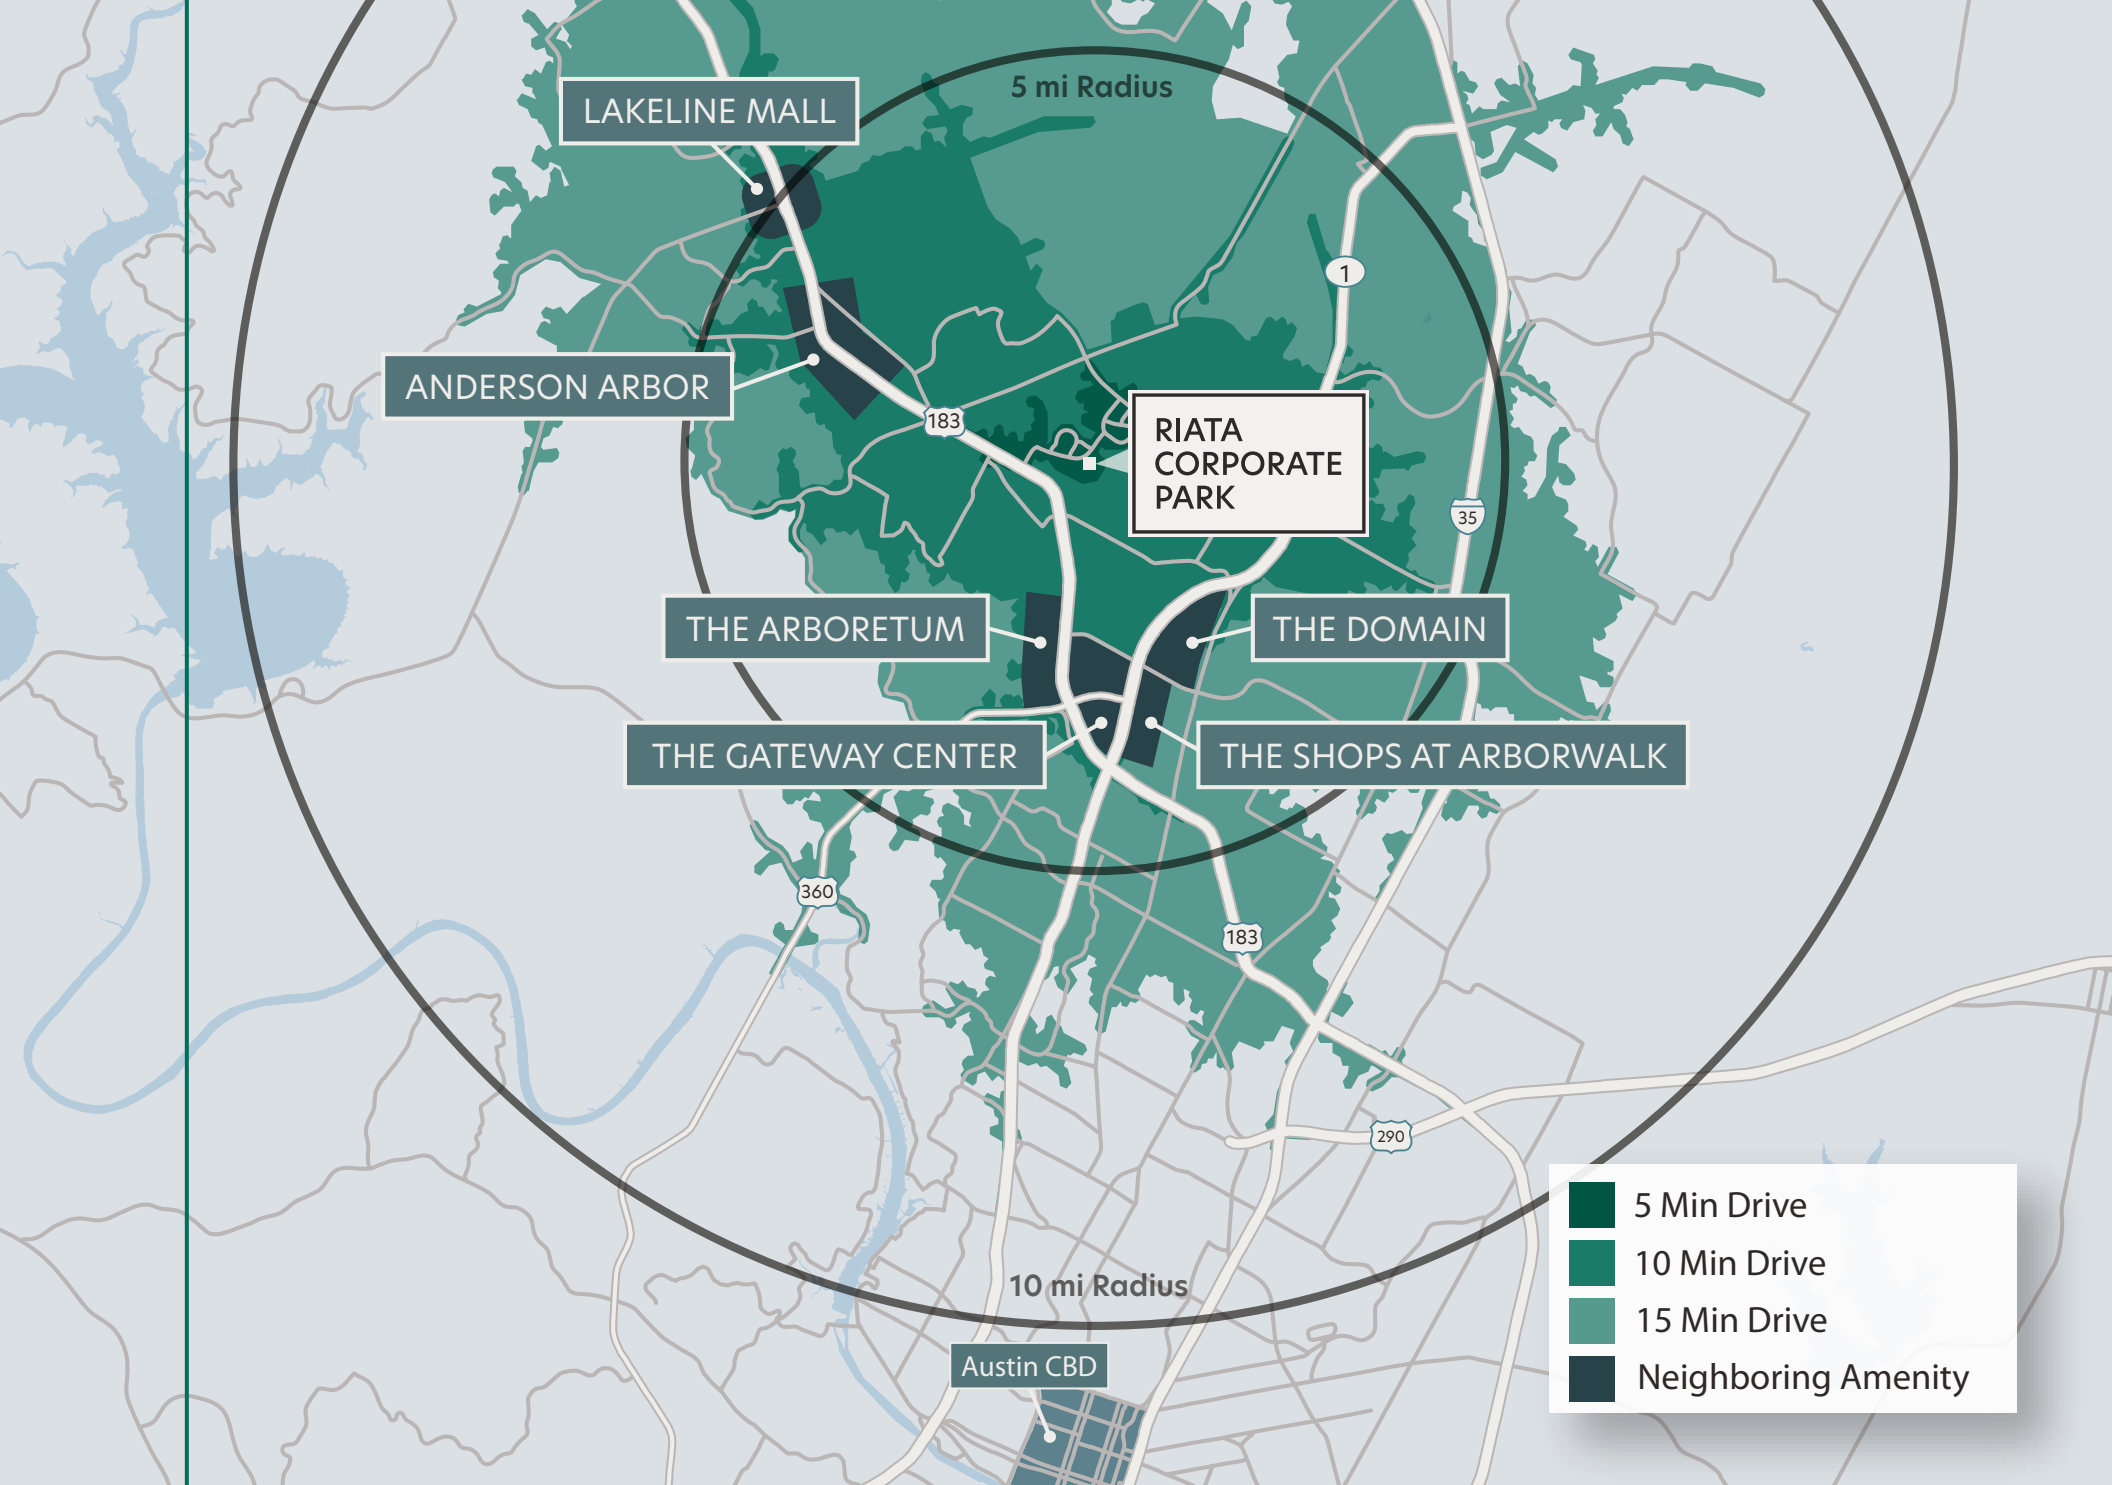 5 mi Radius
LAKELINE MALL
1
ANDERSON ARBOR
183
RIATA
CORPORATE
PARK
35
THE ARBORETUM
THE DOMAIN
THE GATEWAY CENTER
THE SHOPS AT ARBORWALK
360
183
290
5 Min Drive
10 Min Drive
15 Min Drive
Neighboring Amenity
10 mi Radius
Austin CBD